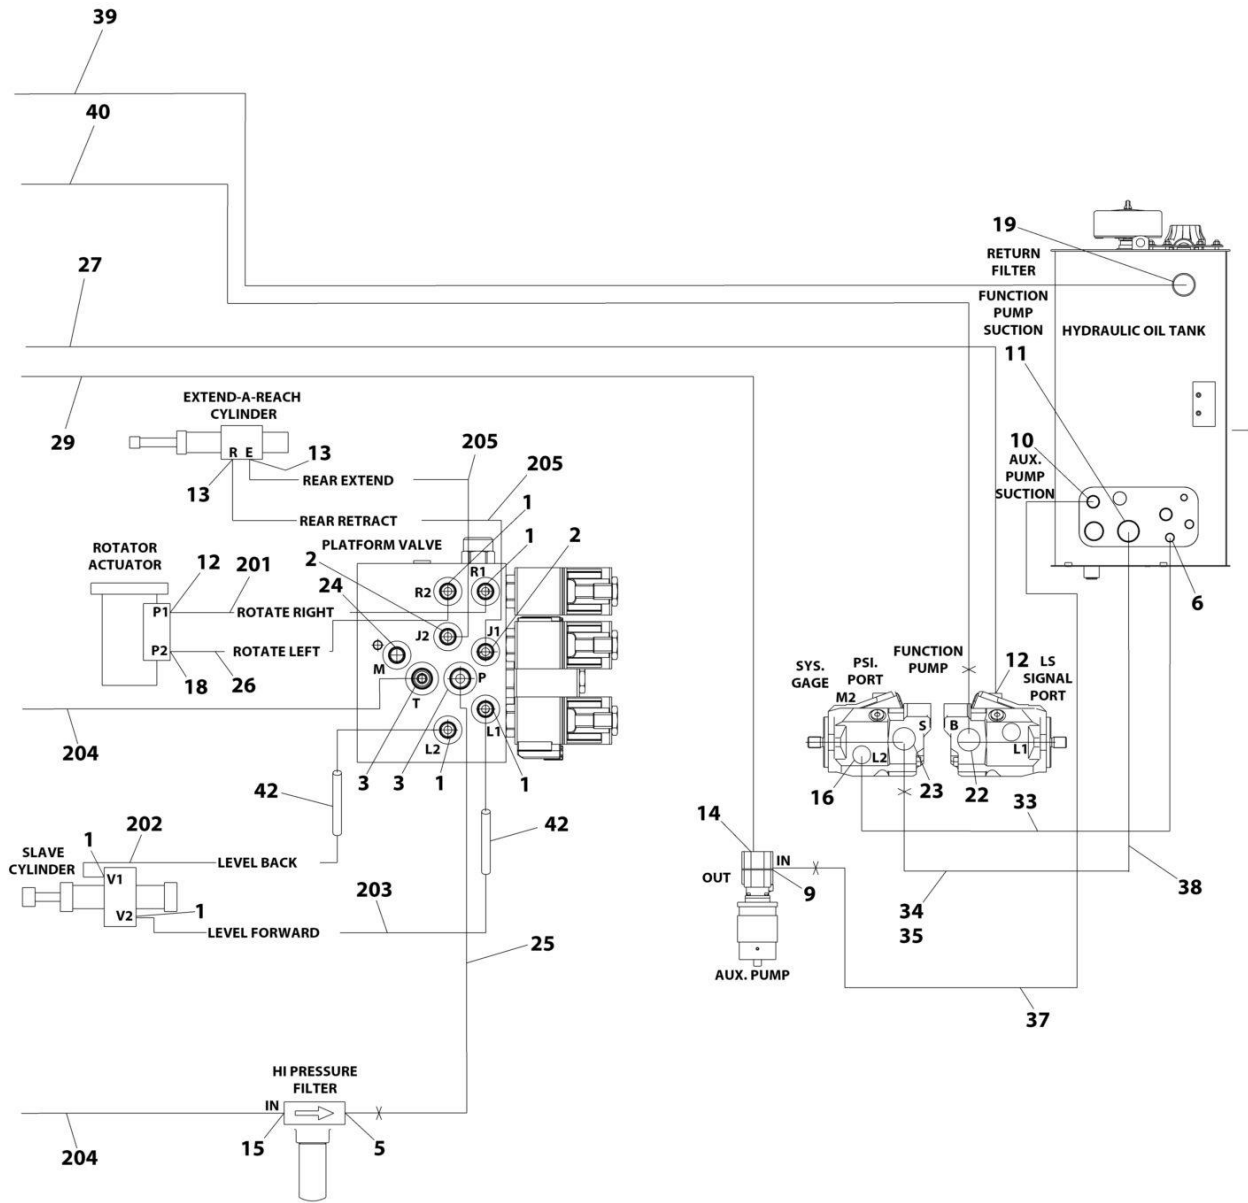 39
40
27
29
19
RETURN
FILTER
FUNCTION
PUMP
SUCTION
HYDRAULIC OIL TANK
11
10
AUX.
PUMP
SUCTION
6
EXTEND-A-REACH
CYLINDER
R E
13
13
REAR EXTEND
REAR RETRACT
205
205
1
1
2
PLATFORM VALVE
2
24
R1
R2
J2
J1
M
T
P
L2
L1
3
3
1
1
ROTATOR
ACTUATOR
12
201
P1
ROTATE RIGHT
P2
ROTATE LEFT
18
26
204
42
42
202
1
SLAVE
CYLINDER
V1
V2
1
LEVEL BACK
203
LEVEL FORWARD
25
SYS.
GAGE
PSI.
PORT
M2
FUNCTION
PUMP
12
LS
SIGNAL
PORT
S
B
L2
L1
16
23
22
33
14
IN
OUT
9
AUX. PUMP
34
35
38
37
HI PRESSURE
FILTER
IN
15
5
204